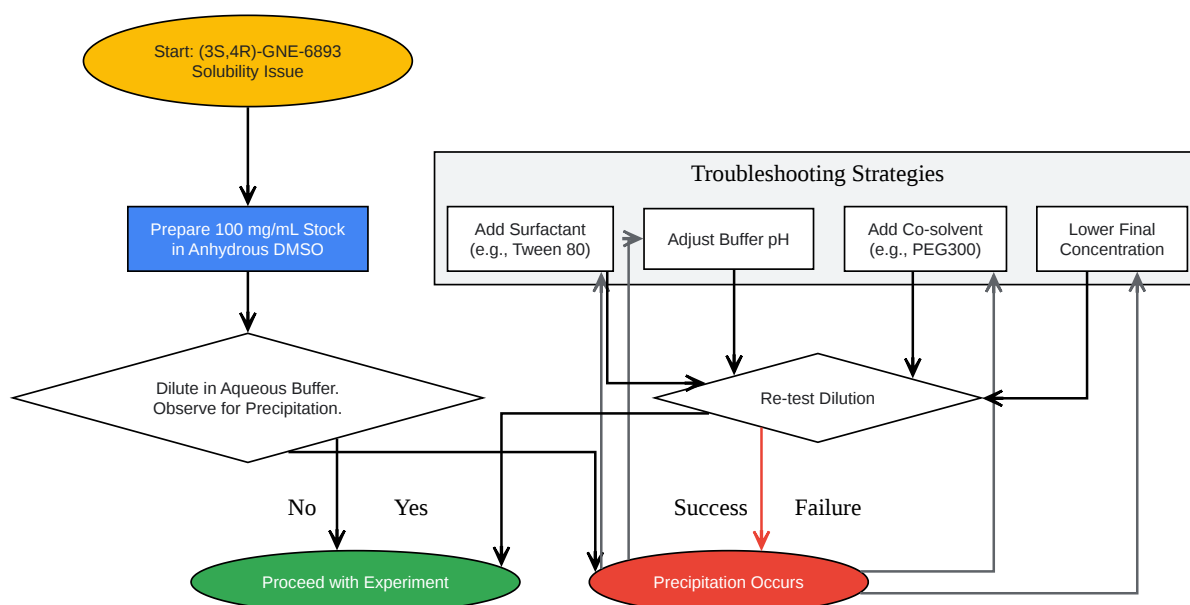 Start: (3S,4R)-GNE-6893
Solubility Issue
Troubleshooting Strategies
Prepare 100 mg/mL Stock
in Anhydrous DMSO
Add Surfactant
(e.g., Tween 80)
Adjust Buffer pH
Add Co-solvent
(e.g., PEG300)
Lower Final
Concentration
Dilute in Aqueous Buffer.
Observe for Precipitation.
Re-test Dilution
No
Yes
Success
Failure
Proceed with Experiment
Precipitation Occurs